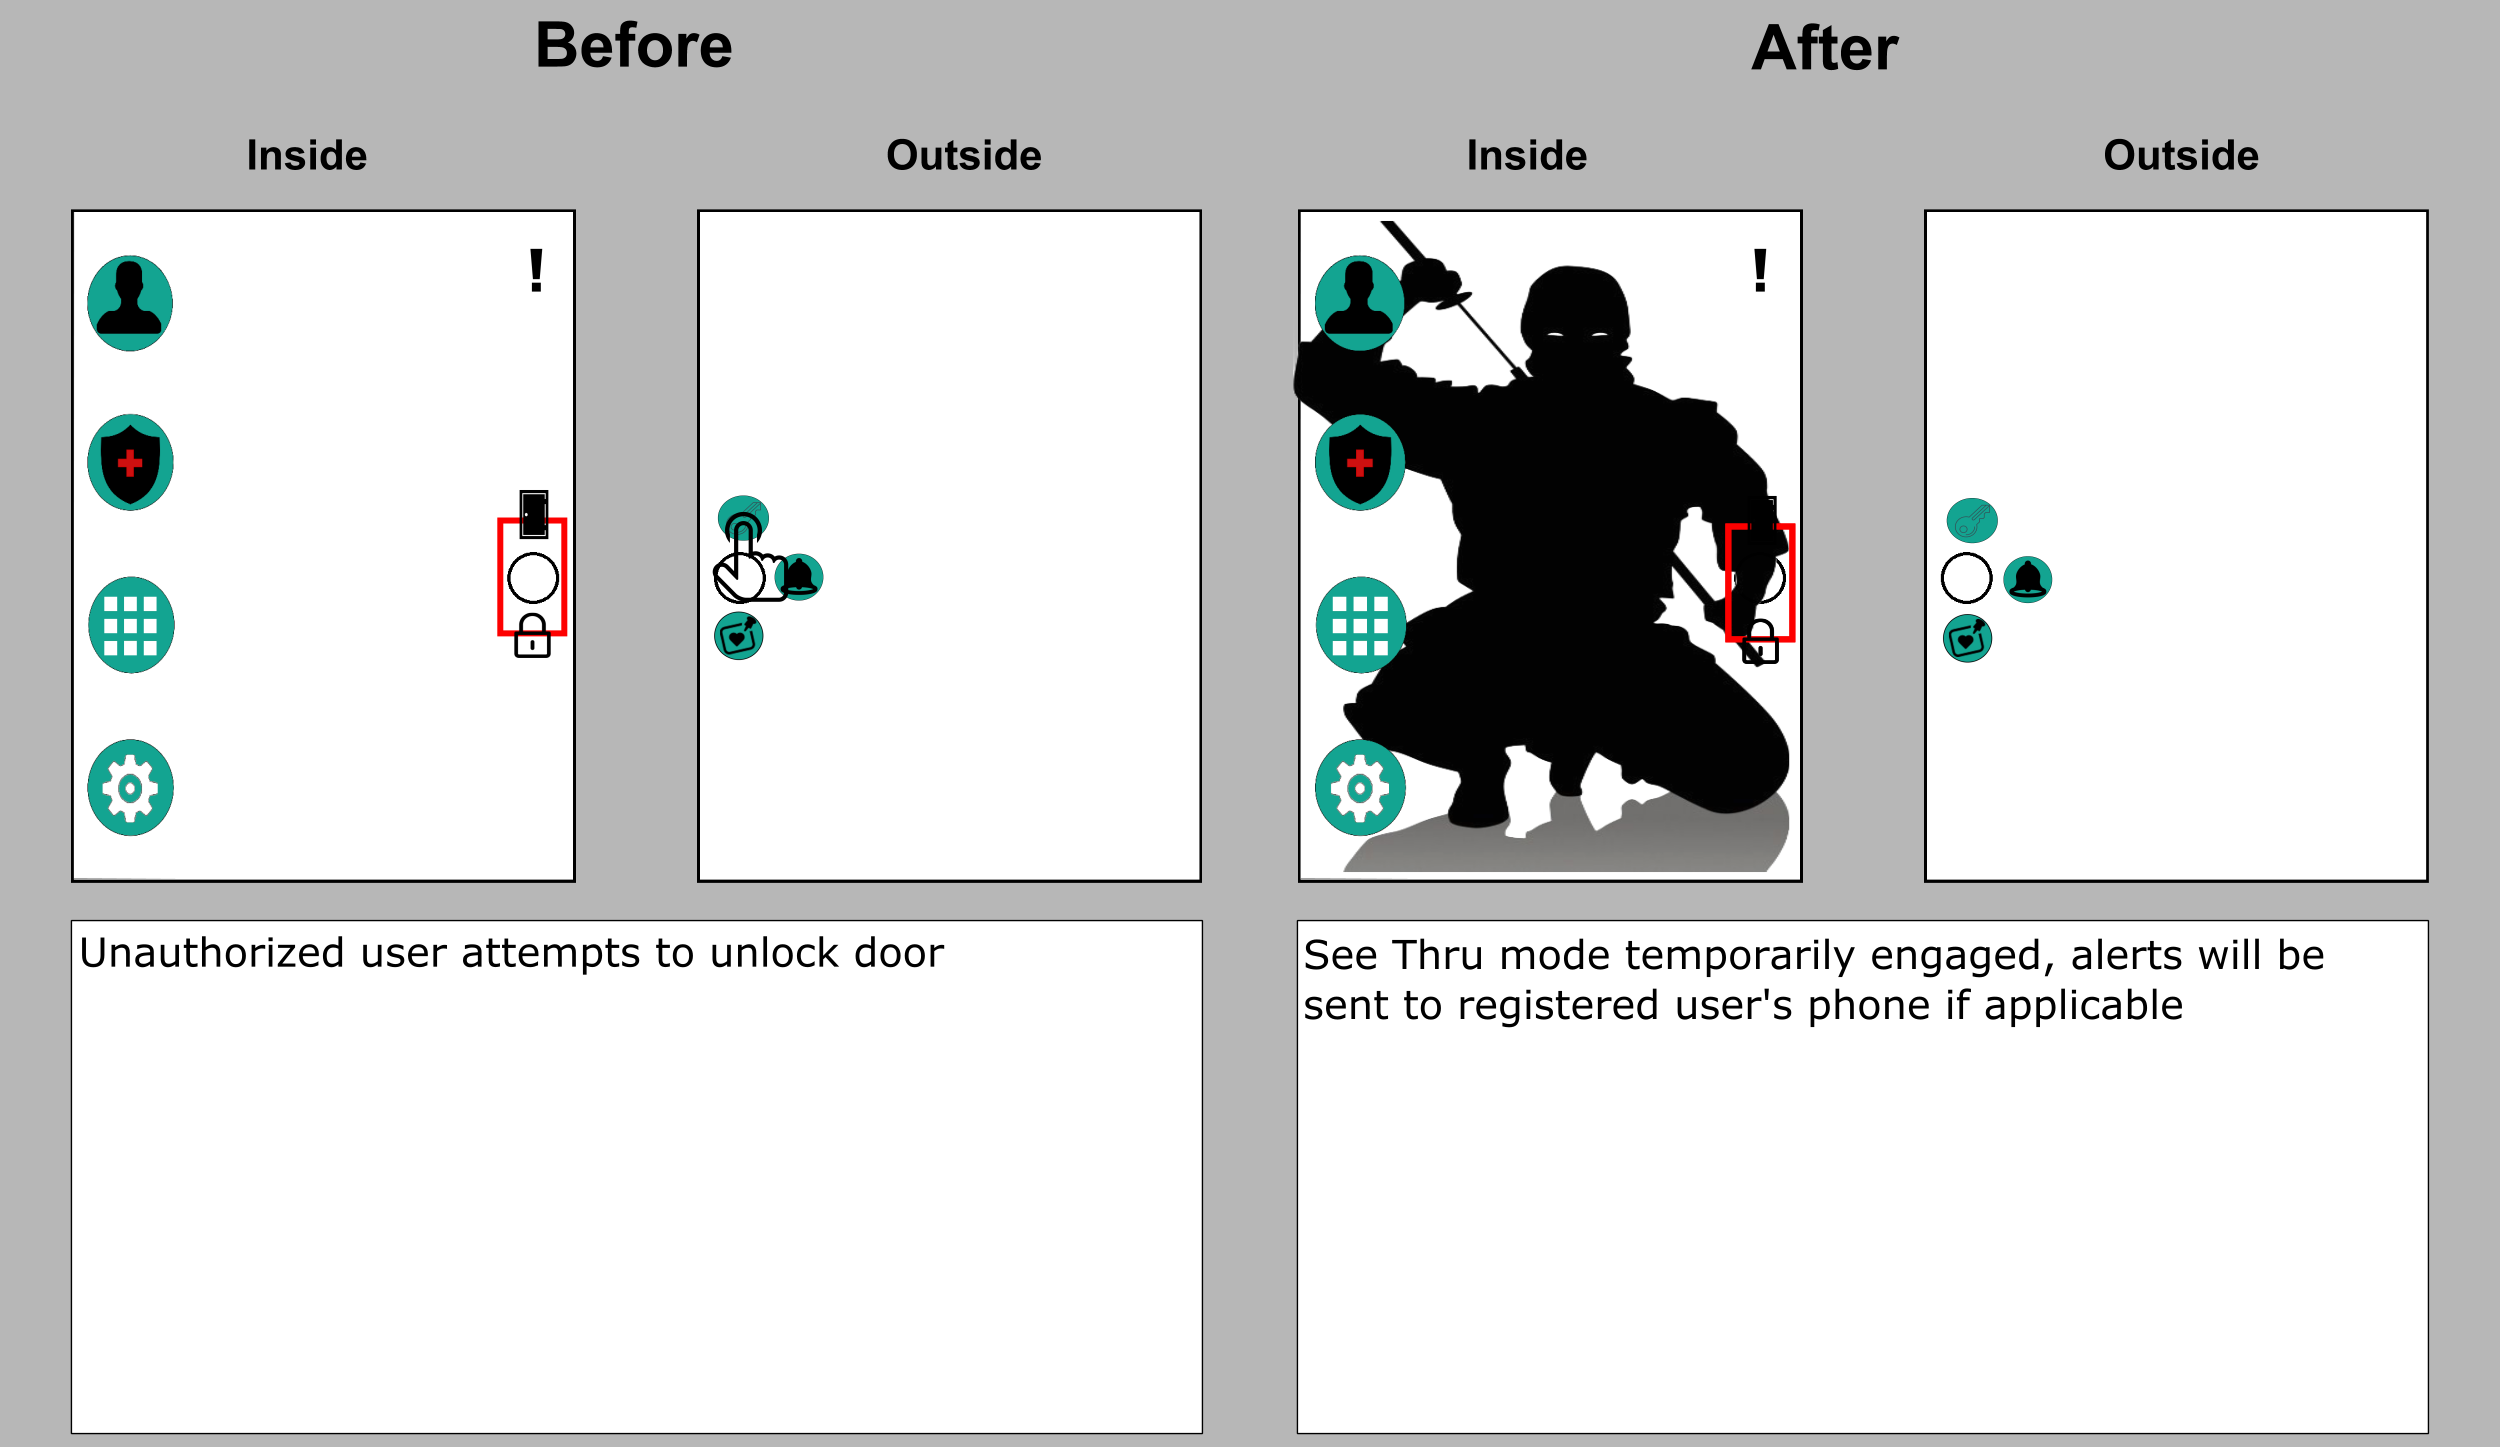 Before
After
Inside
Outside
Inside
Outside
!
!
Unauthorized user attempts to unlock door
See Thru mode temporarily engaged, alerts will be
sent to registered user's phone if applicable